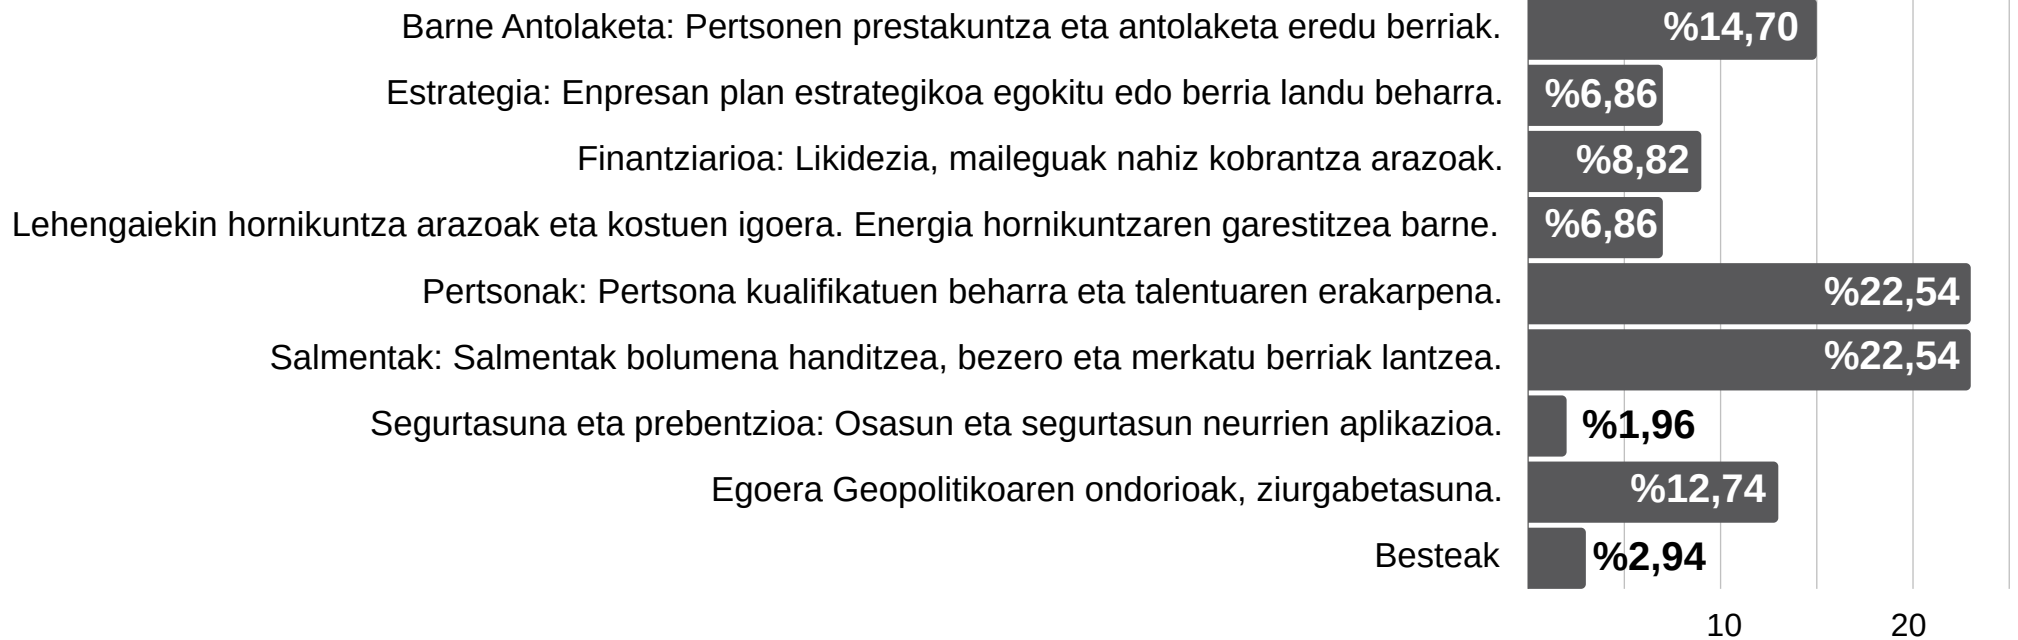 Barne Antolaketa: Pertsonen prestakuntza eta antolaketa eredu berriak. %14,70
Estrategia: Enpresan plan estrategikoa egokitu edo berria landu beharra. %6,86
Finantziarioa: Likidezia, maileguak nahiz kobrantza arazoak. %8,82
Lehengaiekin hornikuntza arazoak eta kostuen igoera. Energia hornikuntzaren garestitzea barne. %6,86
Pertsonak: Pertsona kualifikatuen beharra eta talentuaren erakarpena. %22,54
Salmentak: Salmentak bolumena handitzea, bezero eta merkatu berriak lantzea. %22,54
Segurtasuna eta prebentzioa: Osasun eta segurtasun neurrien aplikazioa. %1,96
Egoera Geopolitikoaren ondorioak, ziurgabetasuna. %12,74
Besteak %2,94
10 20